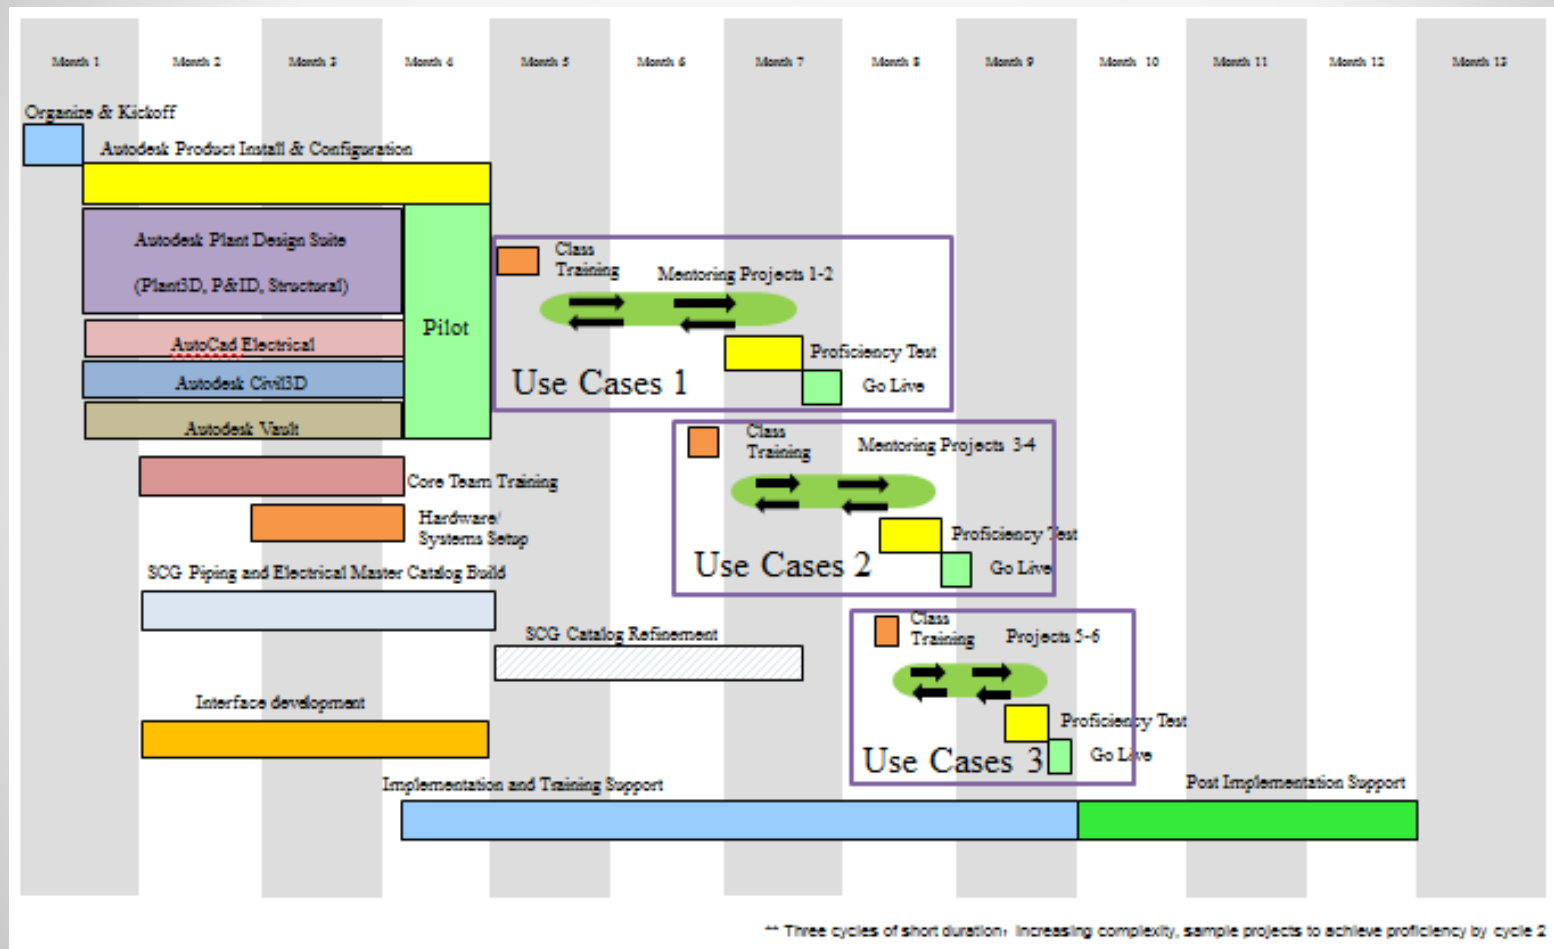 Month 1
Month 2
Month 3
Month 4
Month 5
Month 6
Month 7
Month 8
Month 9
Month 10
Month 11
Month 12
Month 13
Organize & Kickoff
Autodesk Product Install & Configuration
Autodesk Plant Design Suite
(Plant3D, P&ID, Structural)
AutoCad Electrical
Autodesk Civil3D
Autodesk Vault
Pilot
Class
Training
Mentoring Projects 1-2
Proficiency Test
Go Live
Use Cases 1
Class
Training
Mentoring Projects 3-4
Proficiency Test
Go Live
Use Cases 2
Core Team Training
Hardware/
Systems Setup
SCG Piping and Electrical Master Catalog Build
SCG Catalog Refinement
Class
Training
Projects 5-6
Proficiency Test
Go Live
Use Cases 3
Interface development
Implementation and Training Support
Post Implementation Support
** Three cycles of short duration, increasing complexity, sample projects to achieve proficiency by cycle 2